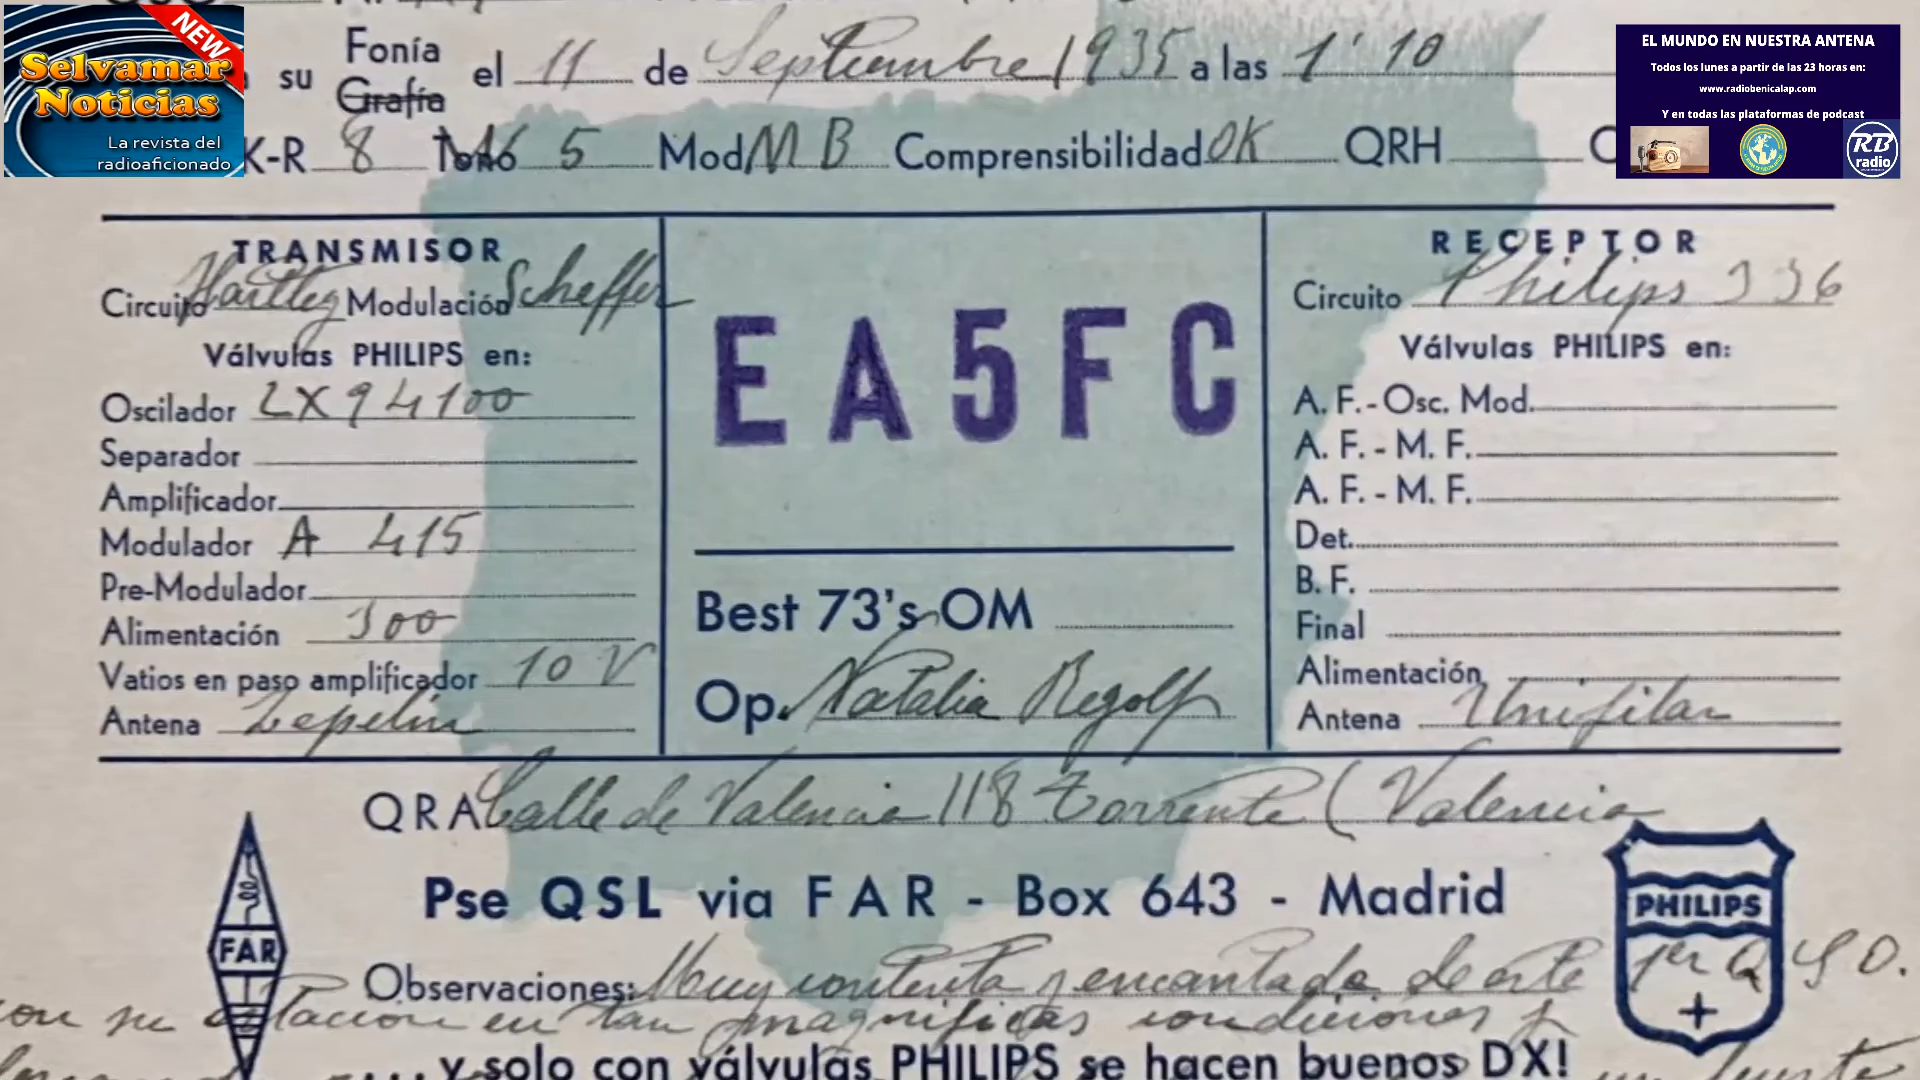 NEW
Selvamar
Noticias
La revista del
radioaficionado
EL MUNDO EN NUESTRA ANTENA
Todos los lunes a partir de las 23 horas en:
www.radiobenicalap.com
Y en todas las plataformas de podcast
RB
radio
su Fonía Grafía el 11 de Septiembre 1935 a las 1'10
K-R 8 Tono 5 Mod MB Comprensibilidad OK QRH
TRANSMISOR
Circuito Hartley Modulación Scheffer
Válvulas PHILIPS en:
Oscilador
Separador
Amplificador
Modulador A 415
Pre-Modulador
Alimentación 300
Vatios en paso amplificador 10 V
Antena Zepelin
EA5FC
Best 73's OM
Op. Natalia Regolf
RECEPTOR
Circuito Philips 336
Válvulas PHILIPS en:
A. F.-Osc. Mod.
A. F. - M. F.
A. F. - M. F.
Det.
B. F.
Final
Alimentación
Antena Unifilar
QRA Calle de Valencia 118 Torrente (Valencia
Pse QSL via FAR - Box 643 - Madrid
FAR
PHILIPS
Observaciones: Muy contenta y encantada de este 1er QSO.
con su estacion en tan magnificas condiciones y
y solo con válvulas PHILIPS se hacen buenos DX!